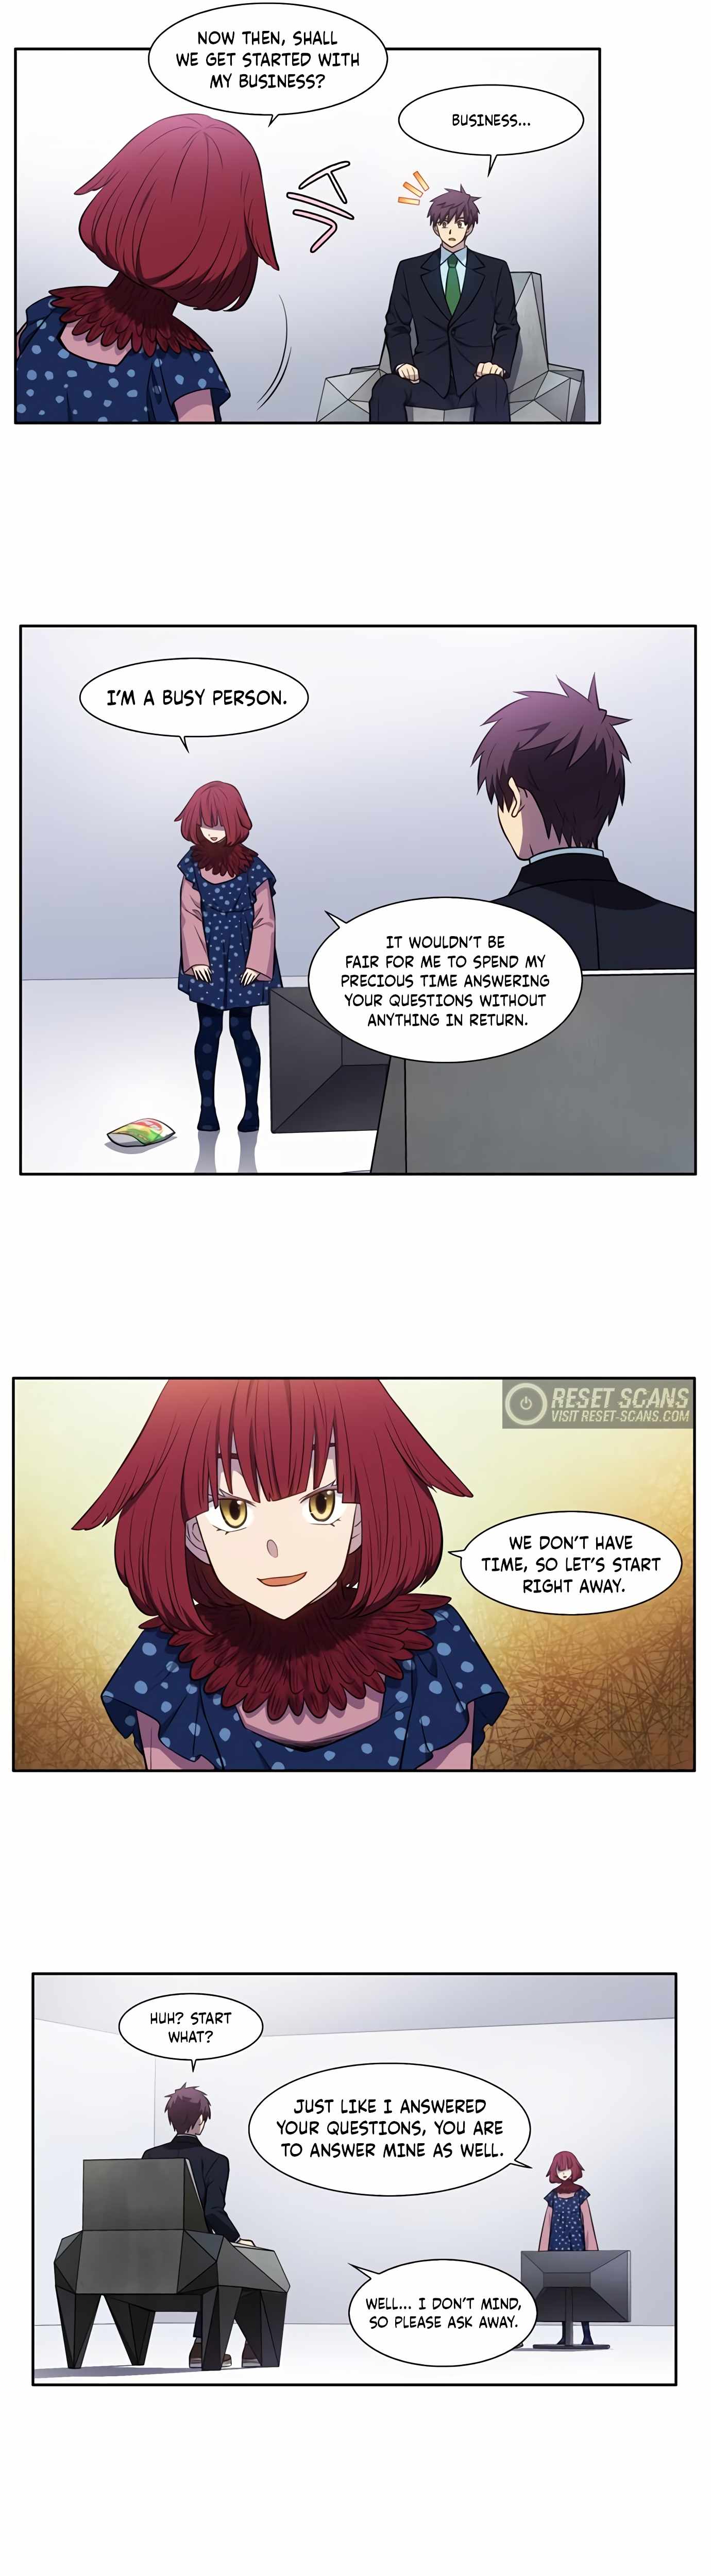 NOW THEN, SHALL
WE GET STARTED WITH
MY BUSINESS?
BUSINESS...
I'M A BUSY PERSON.
IT WOULDN'T BE
FAIR FOR ME TO SPEND MY
PRECIOUS TIME ANSWERING
YOUR QUESTIONS WITHOUT
ANYTHING IN RETURN.
RESET SCANS
VISIT RESET-SCANS.COM
WE DON'T HAVE
TIME, SO LET'S START
RIGHT AWAY.
HUH? START
WHAT?
JUST LIKE I ANSWERED
YOUR QUESTIONS, YOU ARE
TO ANSWER MINE AS WELL.
WELL... I DON'T MIND,
SO PLEASE ASK AWAY.